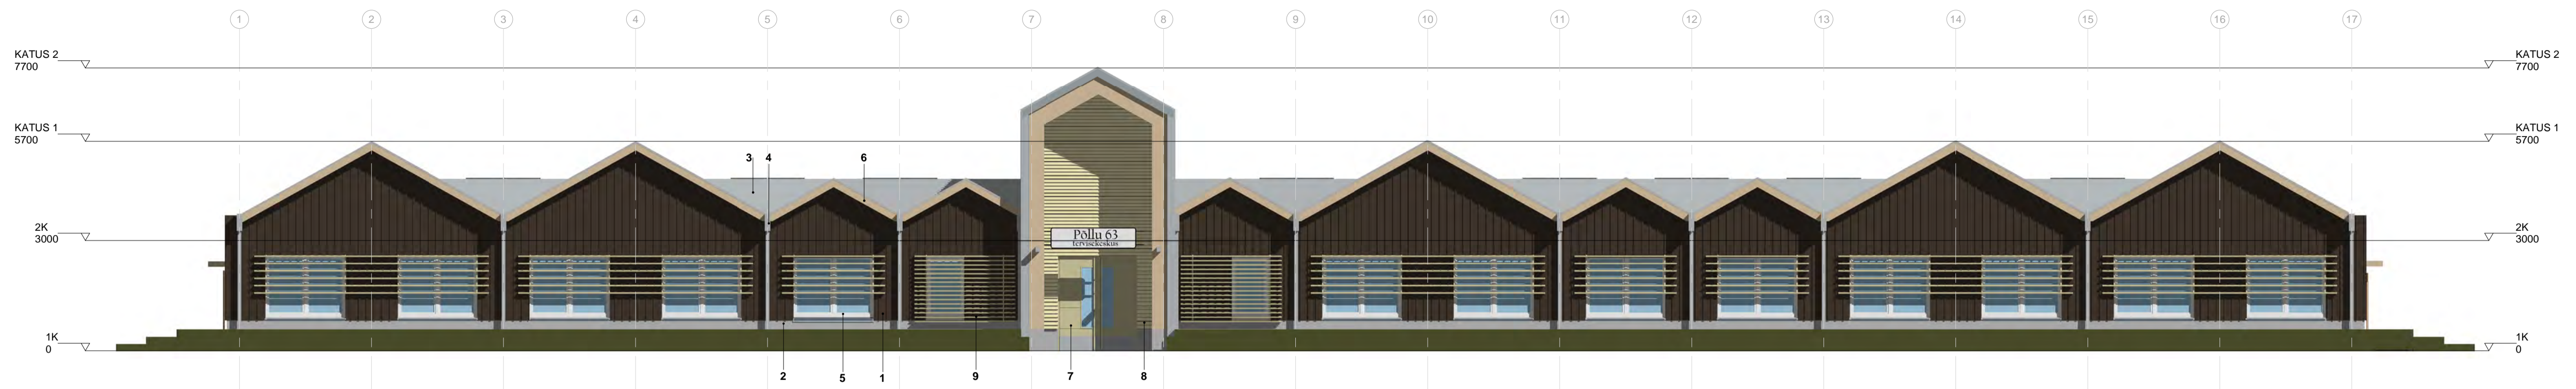 1 2 3 4 5 6 7 8 9 10 11 12 13 14 15 16 17
KATUS 2
7700
KATUS 2
7700
KATUS 1
5700
KATUS 1
5700
3 4 6
2K
3000
Põllu 63
tervisekeskus
2K
3000
1K
0
1K
0
2 5 1 9 7 8